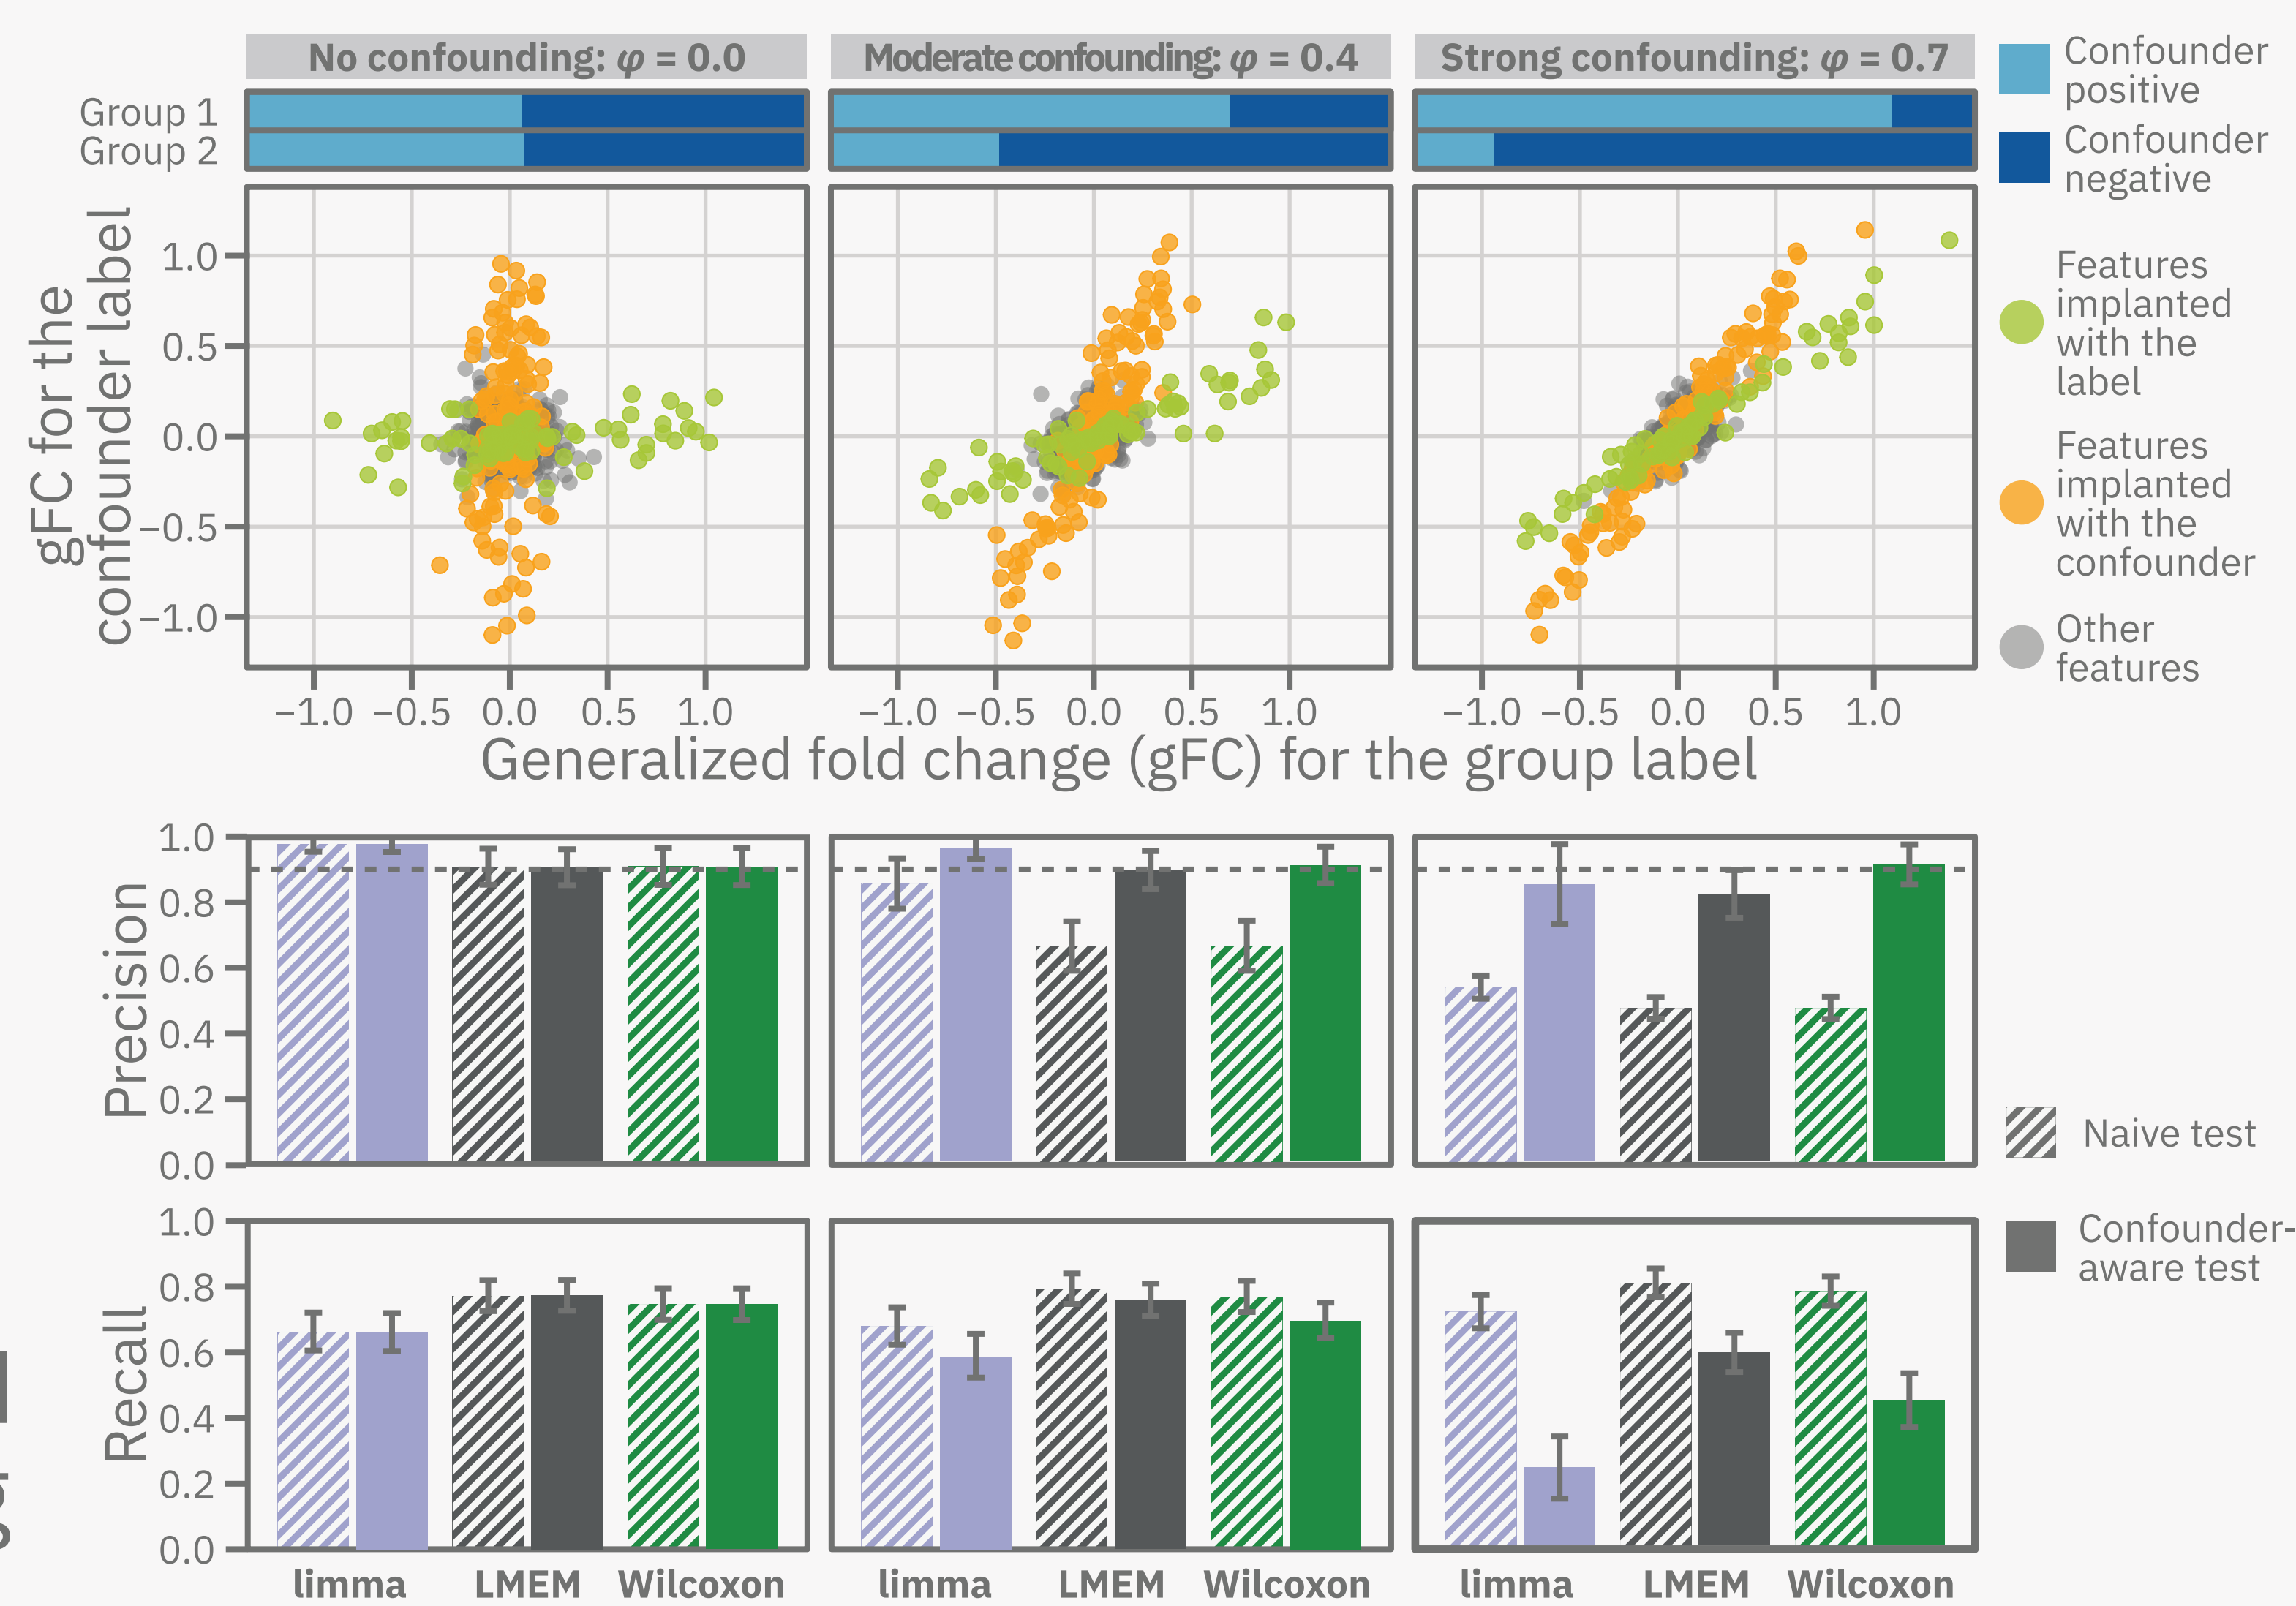 No confounding: φ = 0.0
Moderate confounding: φ = 0.4
Strong confounding: φ = 0.7
Group 1
Group 2
Confounder
positive
Confounder
negative
gFC for the
confounder label
1.0
0.5
0.0
−0.5
−1.0
Features
implanted
with the
label
Features
implanted
with the
confounder
Other
features
−1.0 −0.5 0.0 0.5 1.0
−1.0 −0.5 0.0 0.5 1.0
−1.0 −0.5 0.0 0.5 1.0
Generalized fold change (gFC) for the group label
Precision
1.0
0.8
0.6
0.4
0.2
0.0
Naive test
Confounder-
aware test
Recall
1.0
0.8
0.6
0.4
0.2
0.0
limma LMEM Wilcoxon
limma LMEM Wilcoxon
limma LMEM Wilcoxon